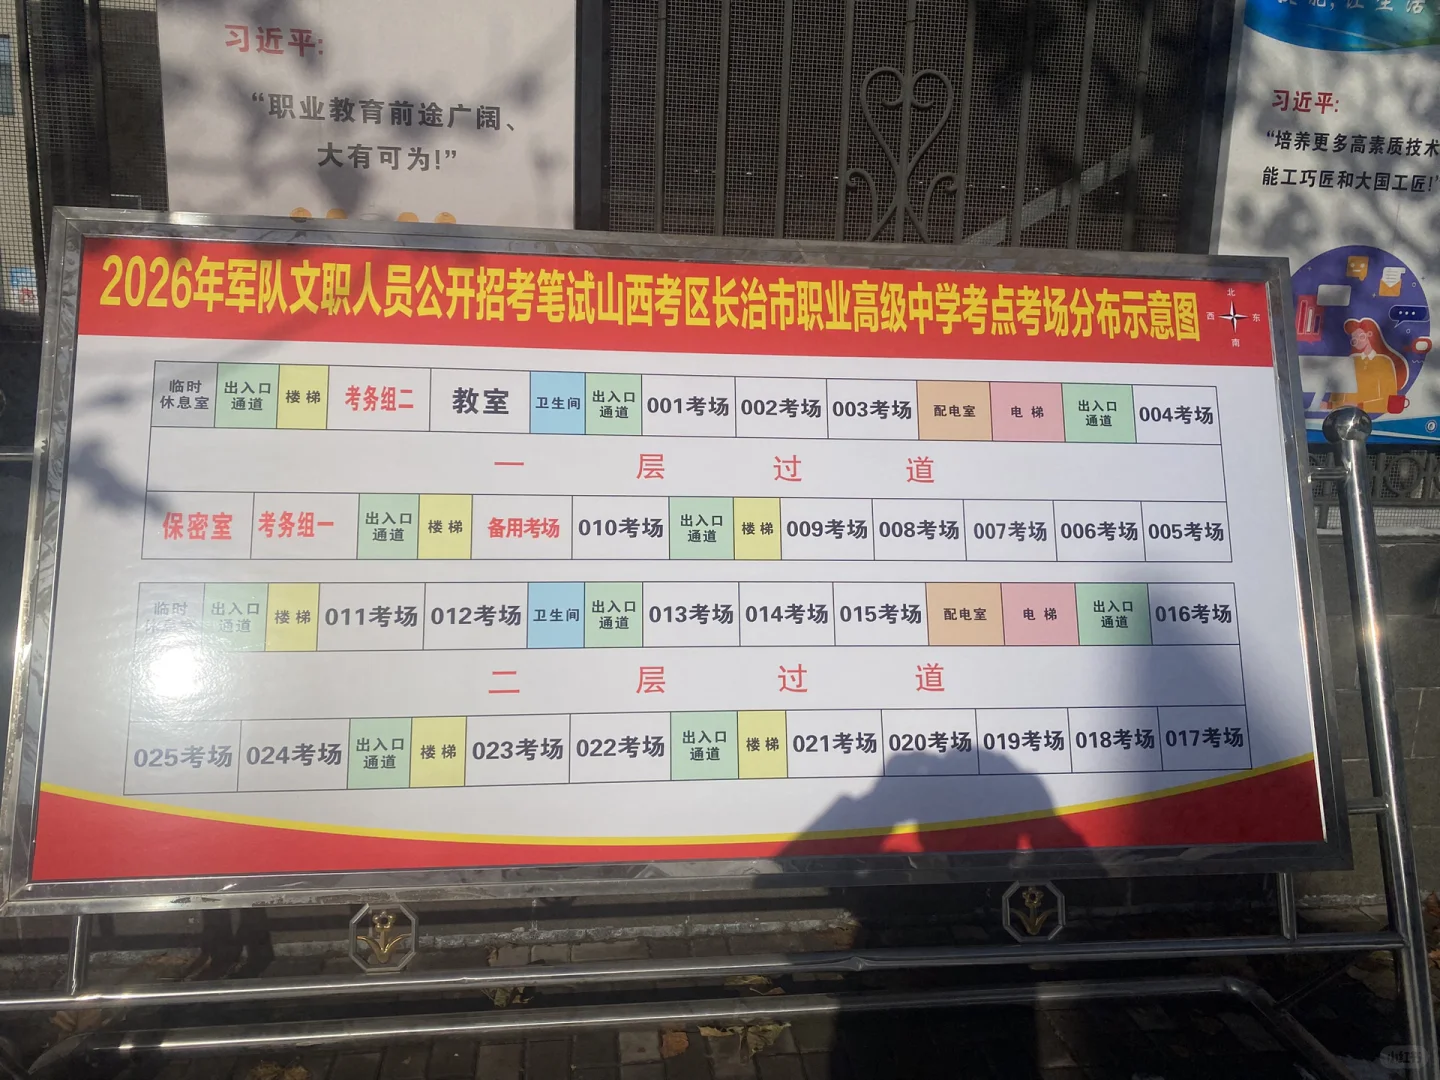 习近平:
“职业教育前途广阔、
大有可为!”
习近平:
“培养更多高素质技术
能工巧匠和大国工匠!”
2026年军队文职人员公开招考笔试山西考区长治市职业高级中学考点考场分布示意图
北
西 东
南
临时休息室 出入口通道 楼梯 考务组二 教室 卫生间 出入口通道 001考场 002考场 003考场 配电室 电梯 出入口通道 004考场
一层过道
保密室 考务组一 出入口通道 楼梯 备用考场 010考场 出入口通道 楼梯 009考场 008考场 007考场 006考场 005考场
临时 出入口通道 楼梯 011考场 012考场 卫生间 出入口通道 013考场 014考场 015考场 配电室 电梯 出入口通道 016考场
二层过道
025考场 024考场 出入口通道 楼梯 023考场 022考场 出入口通道 楼梯 021考场 020考场 019考场 018考场 017考场
小红书